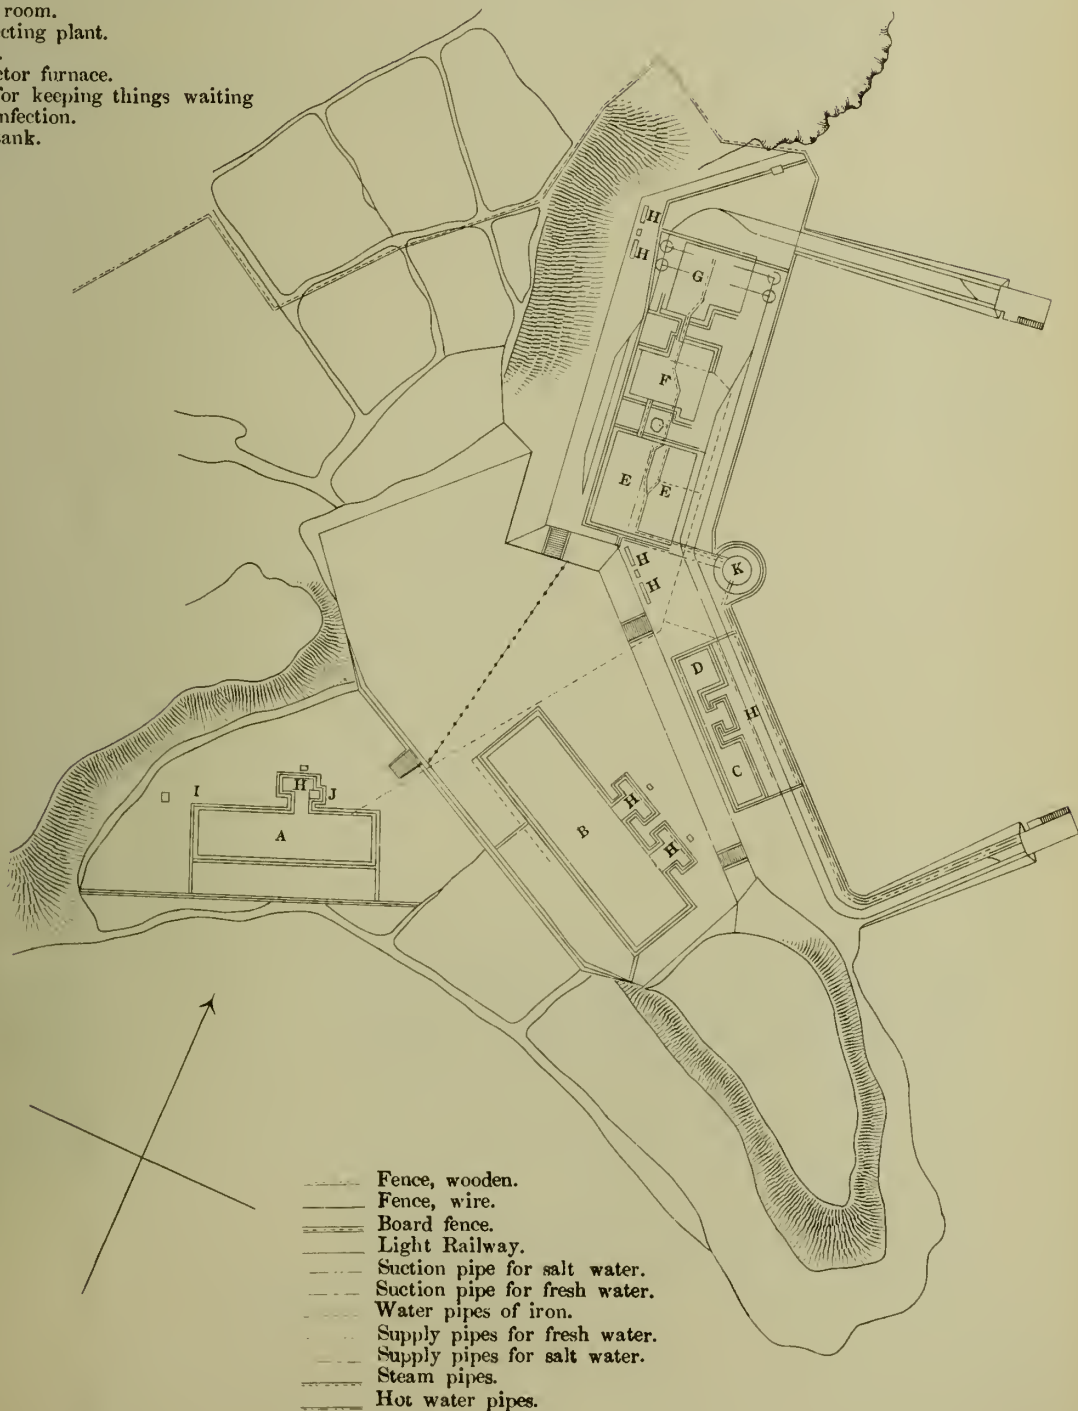 room.
cting plant.
tor furnace.
for keeping things waiting
nfection.
ank.
H
H
G
F
E
E
H
H
K
D
H
C
I
H
J
A
B
H
H
Fence, wooden.
Fence, wire.
Board fence.
Light Railway.
Suction pipe for salt water.
Suction pipe for fresh water.
Water pipes of iron.
Supply pipes for fresh water.
Supply pipes for salt water.
Steam pipes.
Hot water pipes.